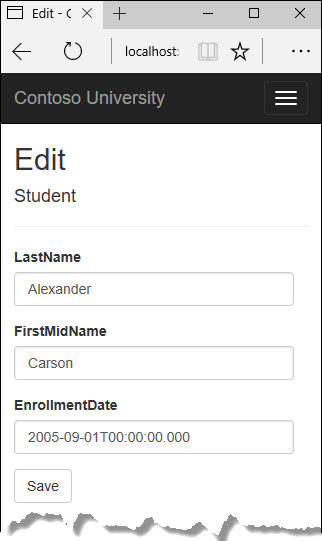 Edit - C
localhost:
Contoso University
Edit
Student
LastName
Alexander
FirstMidName
Carson
EnrollmentDate
2005-09-01T00:00:00.000
Save